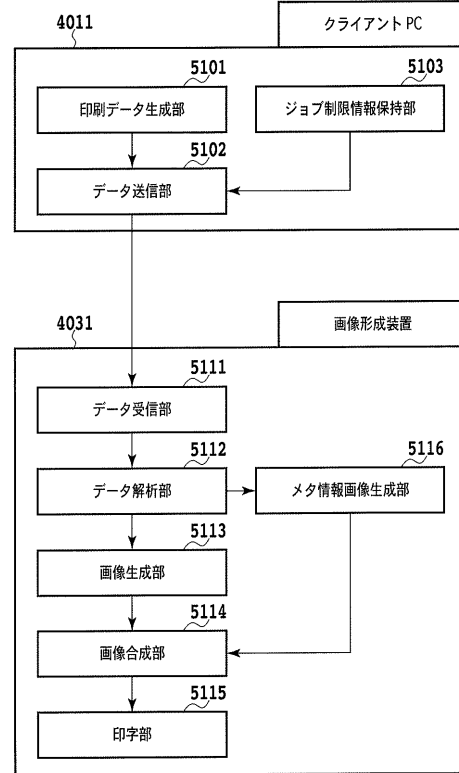 4011
クライアント PC
5101
印刷データ生成部
5103
ジョブ制限情報保持部
5102
データ送信部
4031
画像形成装置
5111
データ受信部
5112
データ解析部
5116
メタ情報画像生成部
5113
画像生成部
5114
画像合成部
5115
印字部